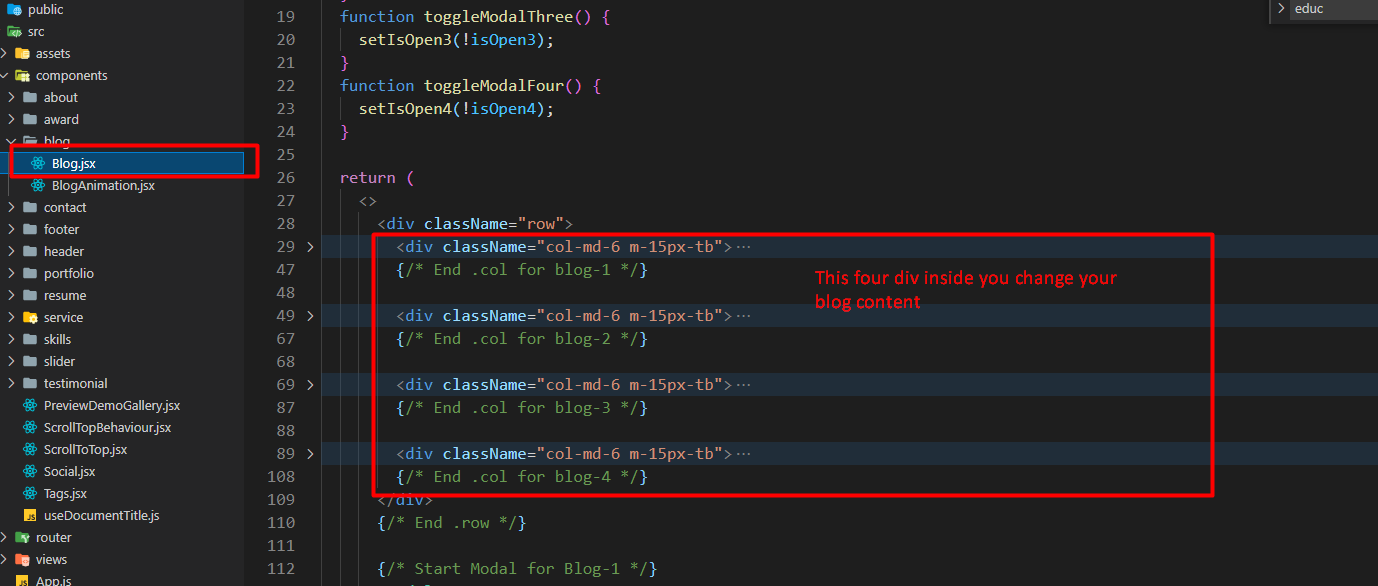 public
src
assets
components
about
award
blog
Blog.jsx
BlogAnimation.jsx
contact
footer
header
portfolio
resume
service
skills
slider
testimonial
PreviewDemoGallery.jsx
ScrollTopBehaviour.jsx
ScrollToTop.jsx
Social.jsx
Tags.jsx
JS useDocumentTitle.js
router
views
JS App.js
19 function toggleModalThree() {
20 setIsOpen3(!isOpen3);
21 }
22 function toggleModalFour() {
23 setIsOpen4(!isOpen4);
24 }
25
26 return (
27 <>
28 <div className="row">
29 <div className="col-md-6 m-15px-tb">···
47 {/* End .col for blog-1 */}
48
49 <div className="col-md-6 m-15px-tb">···
67 {/* End .col for blog-2 */}
68
69 <div className="col-md-6 m-15px-tb">···
87 {/* End .col for blog-3 */}
88
89 <div className="col-md-6 m-15px-tb">···
108 {/* End .col for blog-4 */}
109 </div>
110 {/* End .row */}
111
112 {/* Start Modal for Blog-1 */}
This four div inside you change your
blog content
educ